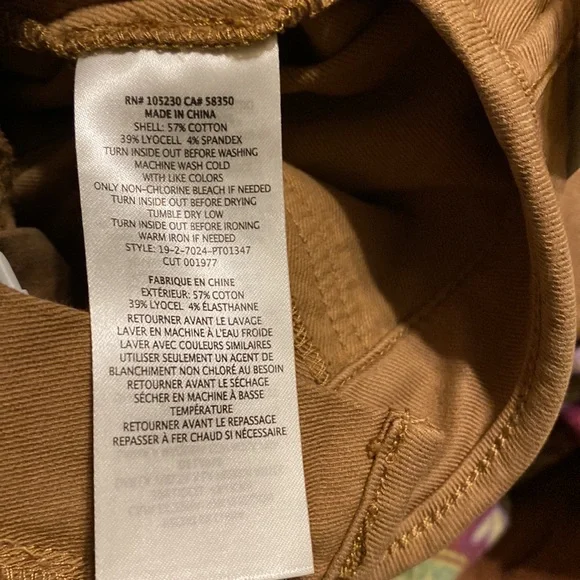 RN# 105230 CA# 58350
MADE IN CHINA
SHELL: 57% COTTON
39% LYOCELL 4% SPANDEX
TURN INSIDE OUT BEFORE WASHING
MACHINE WASH COLD
WITH LIKE COLORS
ONLY NON-CHLORINE BLEACH IF NEEDED
TURN INSIDE OUT BEFORE DRYING
TUMBLE DRY LOW
TURN INSIDE OUT BEFORE IRONING
WARM IRON IF NEEDED
STYLE: 19-2-7024-PT01347
CUT 001977
FABRIQUE EN CHINE
EXTÉRIEUR: 57% COTON
39% LYOCEL 4% ÉLASTHANNE
RETOURNER AVANT LE LAVAGE
LAVER EN MACHINE À L'EAU FROIDE
LAVER AVEC COULEURS SIMILAIRES
UTILISER SEULEMENT UN AGENT DE
BLANCHIMENT NON CHLORÉ AU BESOIN
RETOURNER AVANT LE SÉCHAGE
SÉCHER EN MACHINE À BASSE
TEMPÉRATURE
RETOURNER AVANT LE REPASSAGE
REPASSER À FER CHAUD SI NÉCESSAIRE